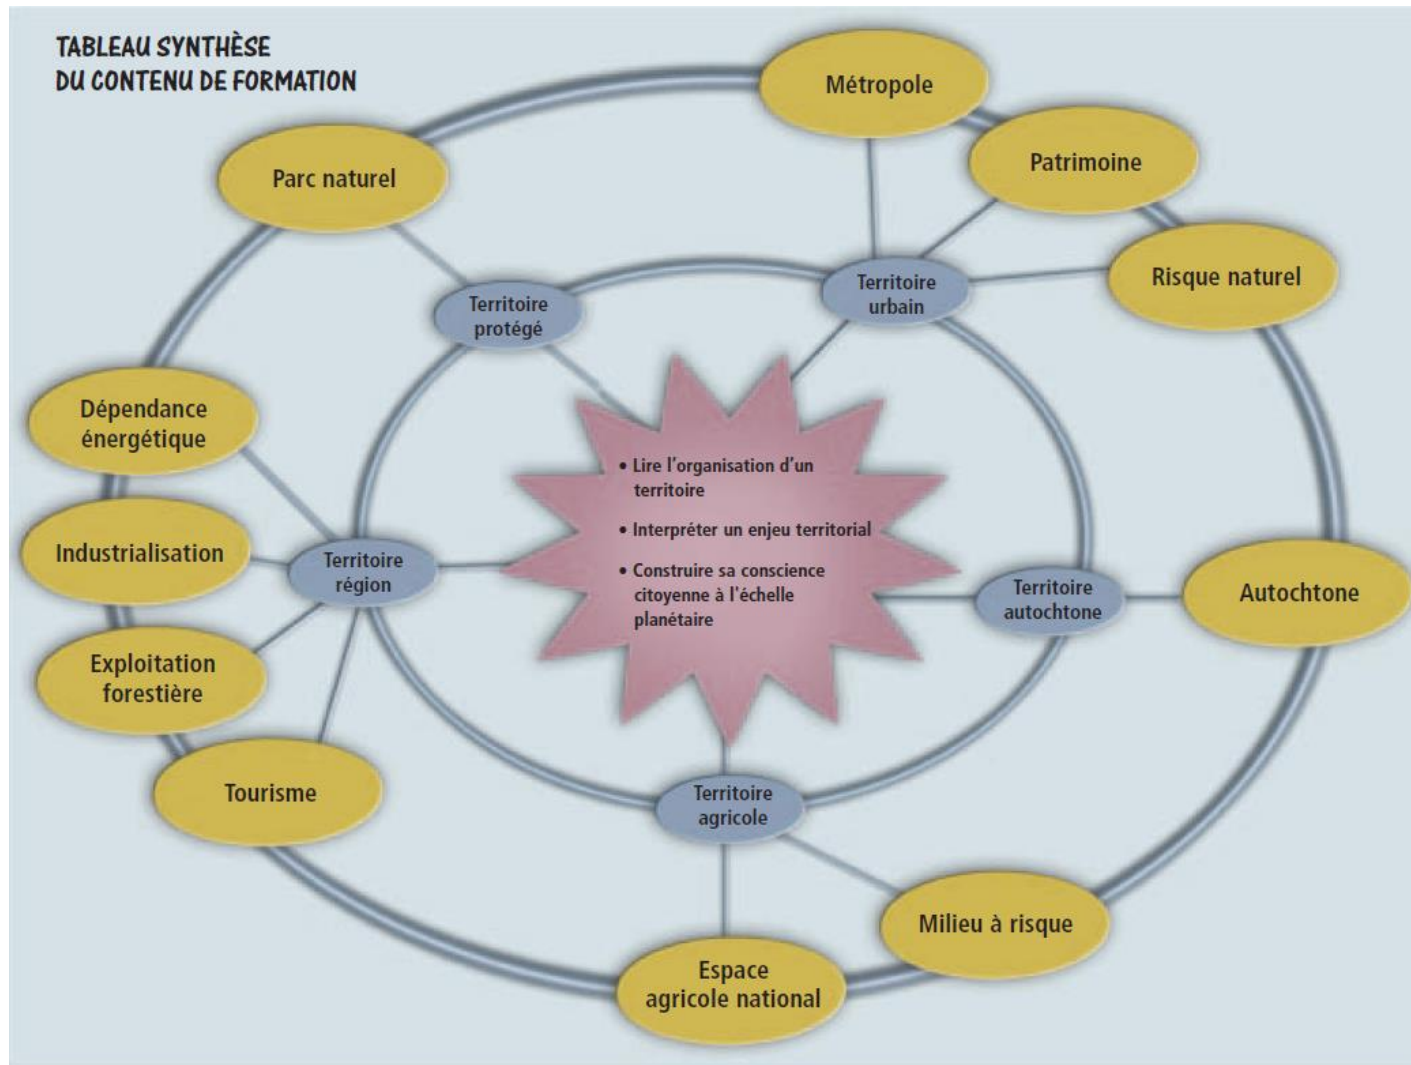 TABLEAU SYNTHÈSE
DU CONTENU DE FORMATION
Métropole
Patrimoine
Parc naturel
Risque naturel
Territoire
urbain
Territoire
protégé
Dépendance
énergétique
• Lire l'organisation d'un
territoire
• Interpréter un enjeu territorial
• Construire sa conscience
citoyenne à l'échelle
planétaire
Industrialisation
Territoire
région
Territoire
autochtone
Autochtone
Exploitation
forestière
Tourisme
Territoire
agricole
Milieu à risque
Espace
agricole national